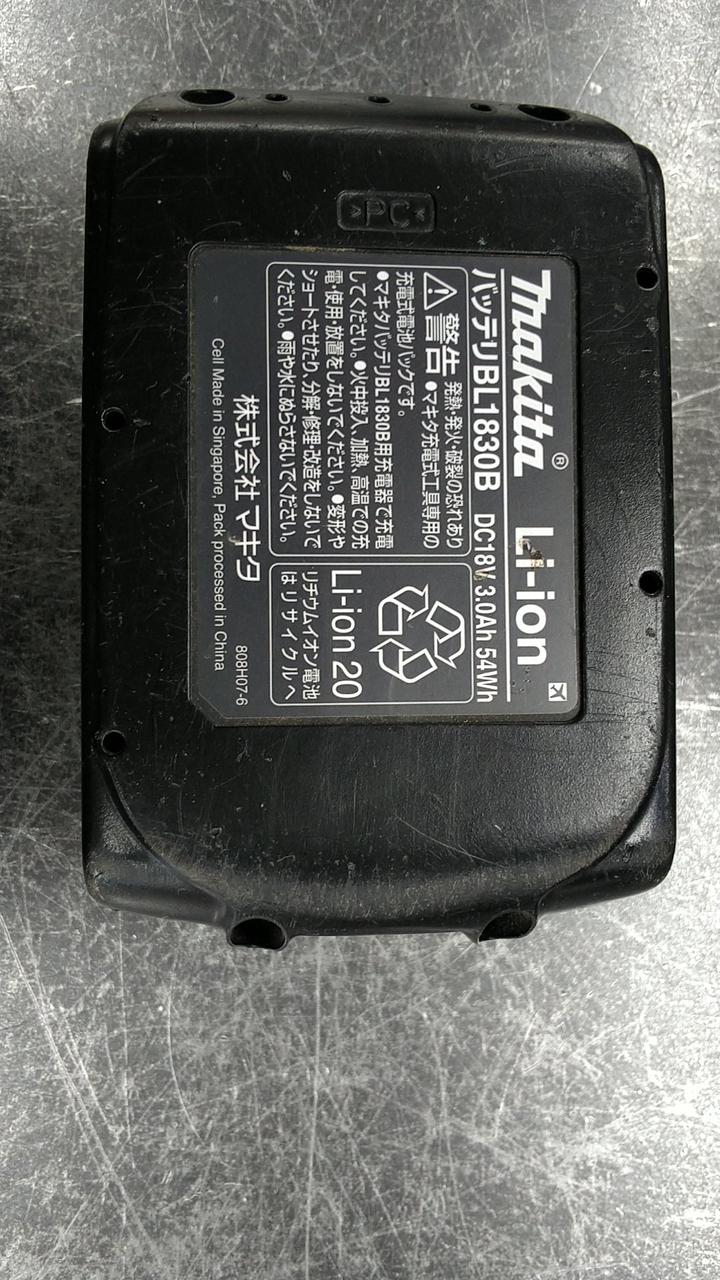 >PC<
makita® Li-ion
バッテリBL1830B DC18V 3.0Ah 54Wh
警告 発熱・発火・破裂の恐れあり
●マキタ充電式工具専用の
充電式電池パックです。
●マキタバッテリBL1830B用充電器で充電
してください。●火中投入、加熱、高温での充
電・使用・放置をしないでください。●変形や
ショートさせたり、分解・修理・改造をしないで
ください。●雨や水にぬらさないでください。
Li-ion 20
リチウムイオン電池
はリサイクルへ
株式会社 マキタ
808H07-6
Cell Made in Singapore, Pack processed in China